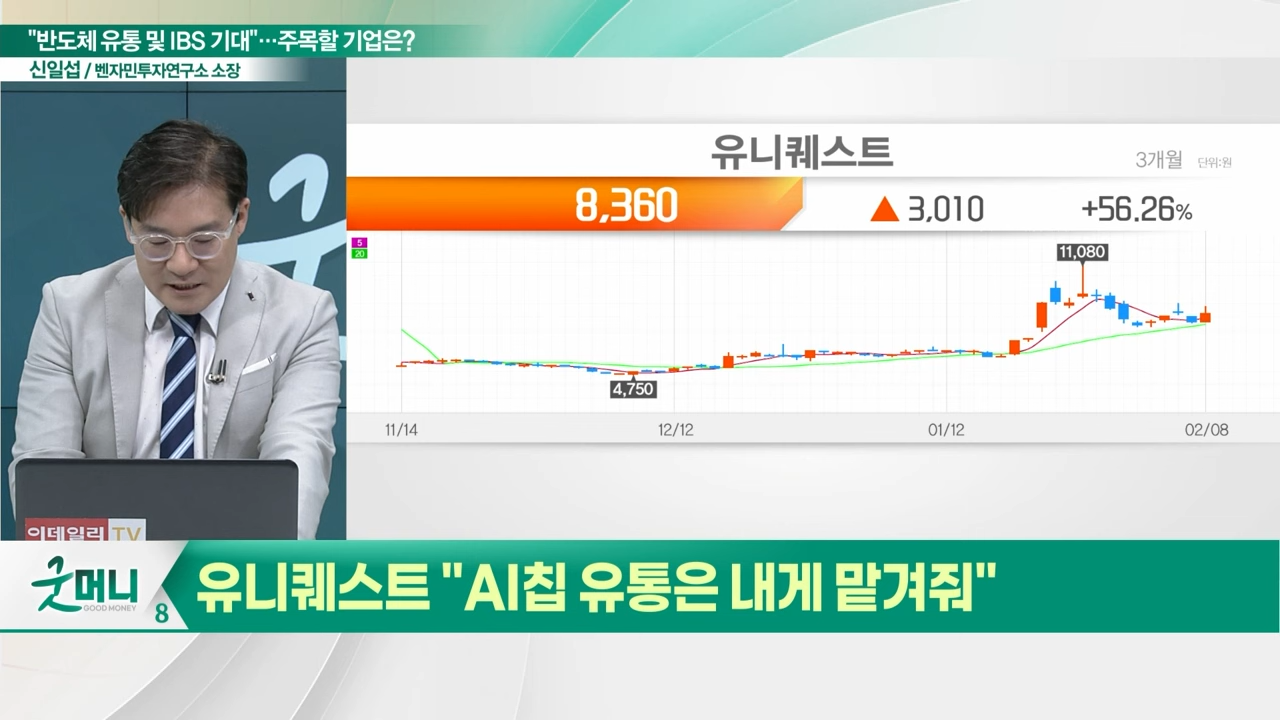 "반도체 유통 및 IBS 기대"…주목할 기업은?
신일섭 / 벤자민투자연구소 소장
유니퀘스트
3개월 단위:원
8,360 ▲ 3,010 +56.26%
5
20
11,080
4,750
11/14 12/12 01/12 02/08
이데일리 TV
굿머니
GOOD MONEY
8
유니퀘스트 "AI칩 유통은 내게 맡겨줘"